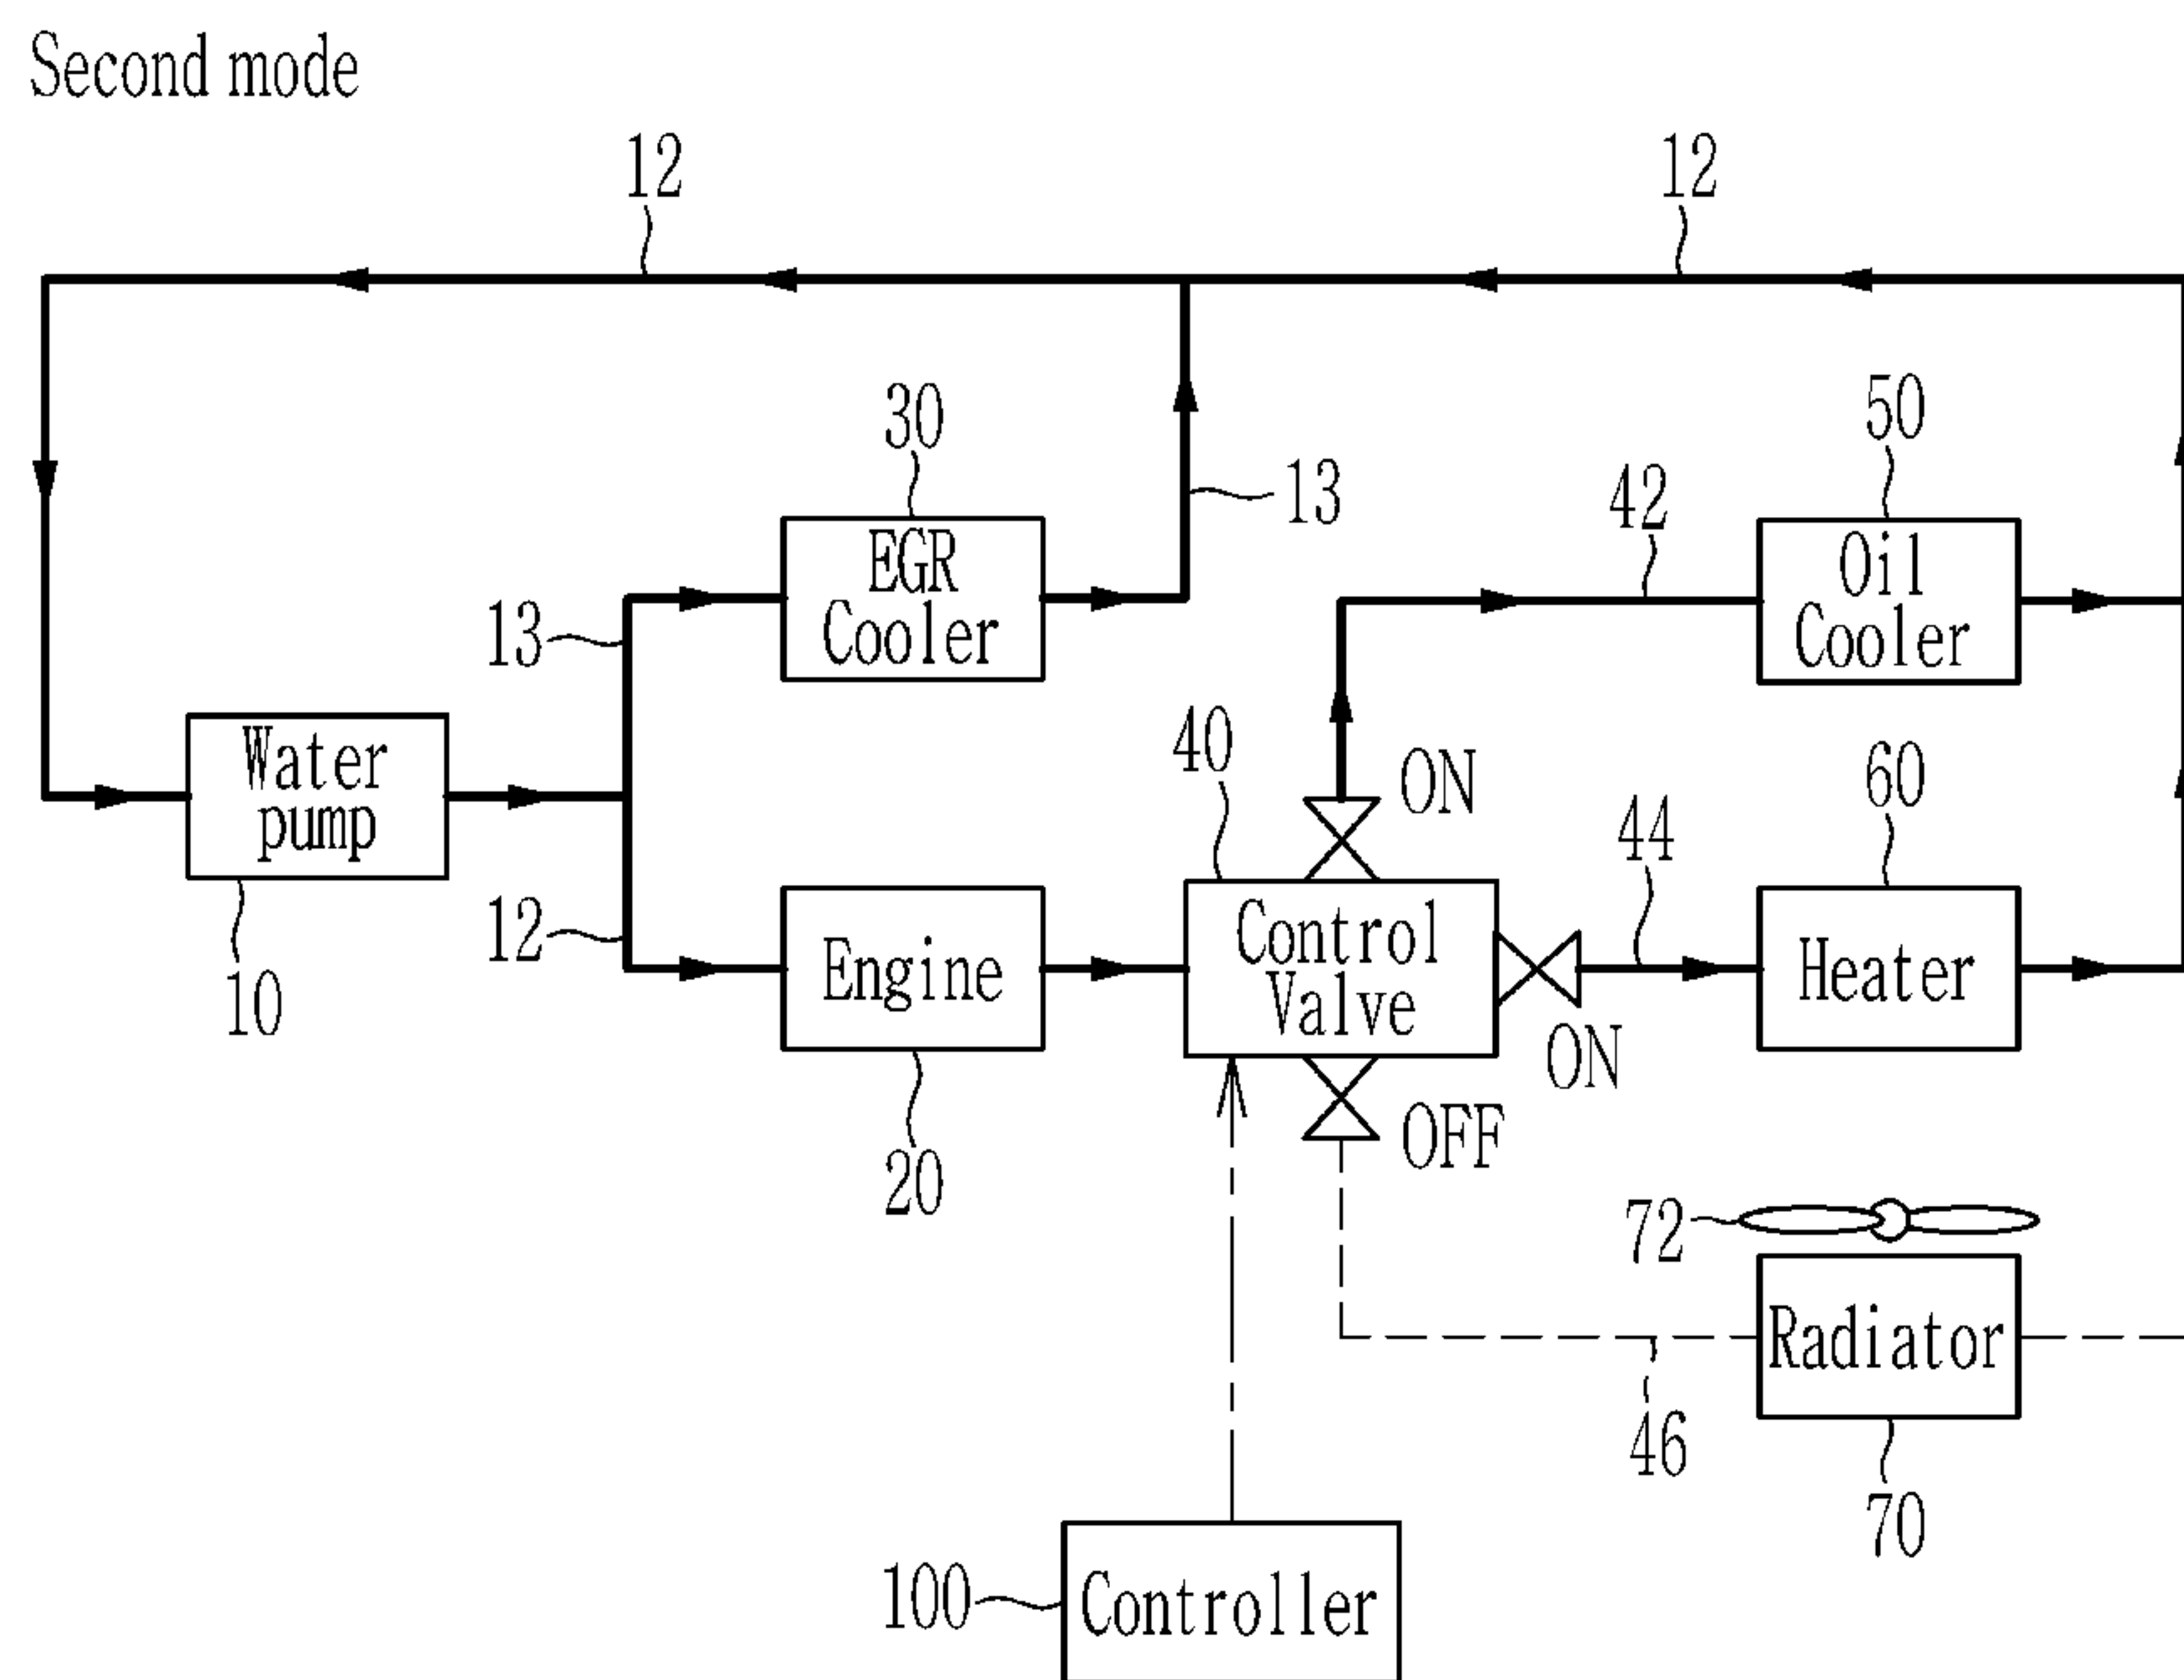 Second mode
12
12
30
50
13
42
EGR
Cooler
Oil
Cooler
13
40
60
Water
pump
ON
44
12
Engine
Control
Valve
Heater
10
ON
OFF
20
72
Radiator
46
70
100
Controller